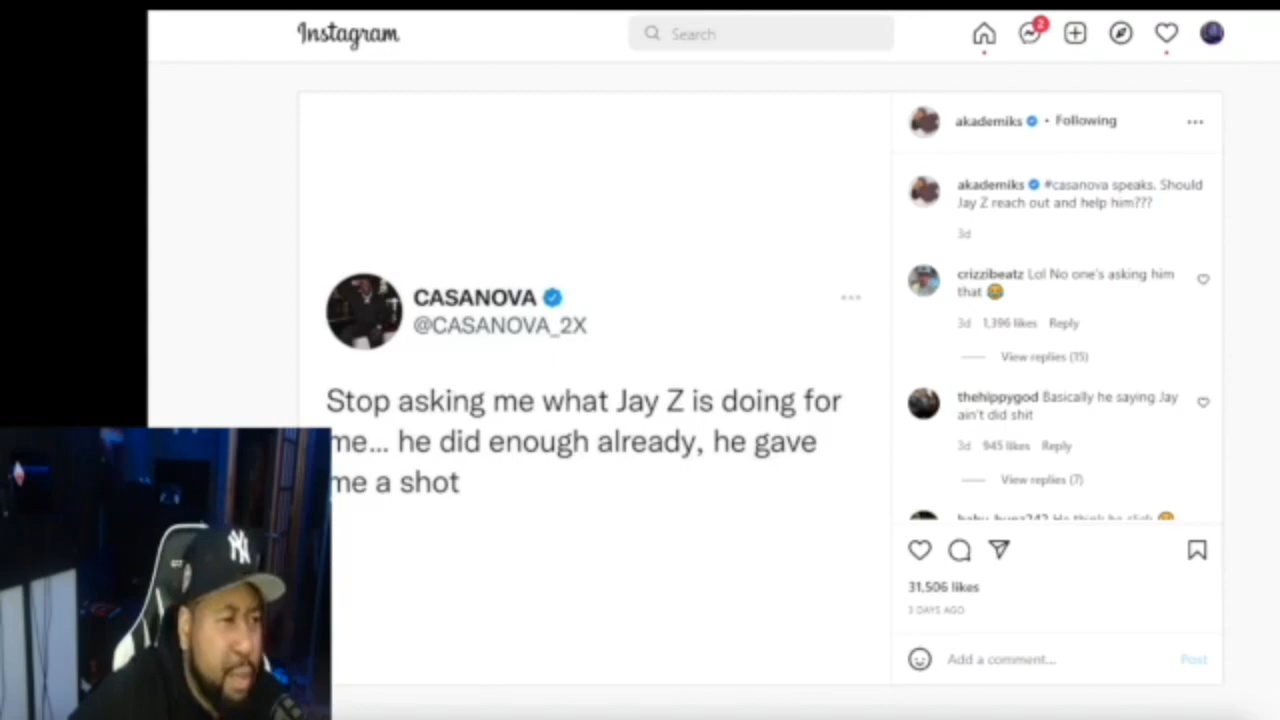 Instagram
Search
2
akademiks • Following
akademiks #casanova speaks. Should
Jay Z reach out and help him???
3d
crizzibeatz Lol No one's asking him
that 😂
3d 1,396 likes Reply
View replies (15)
thehippygod Basically he saying Jay
ain't did shit
3d 945 likes Reply
View replies (7)
CASANOVA
@CASANOVA_2X
Stop asking me what Jay Z is doing for
me... he did enough already, he gave
me a shot
31,506 likes
3 DAYS AGO
Add a comment... Post
NY